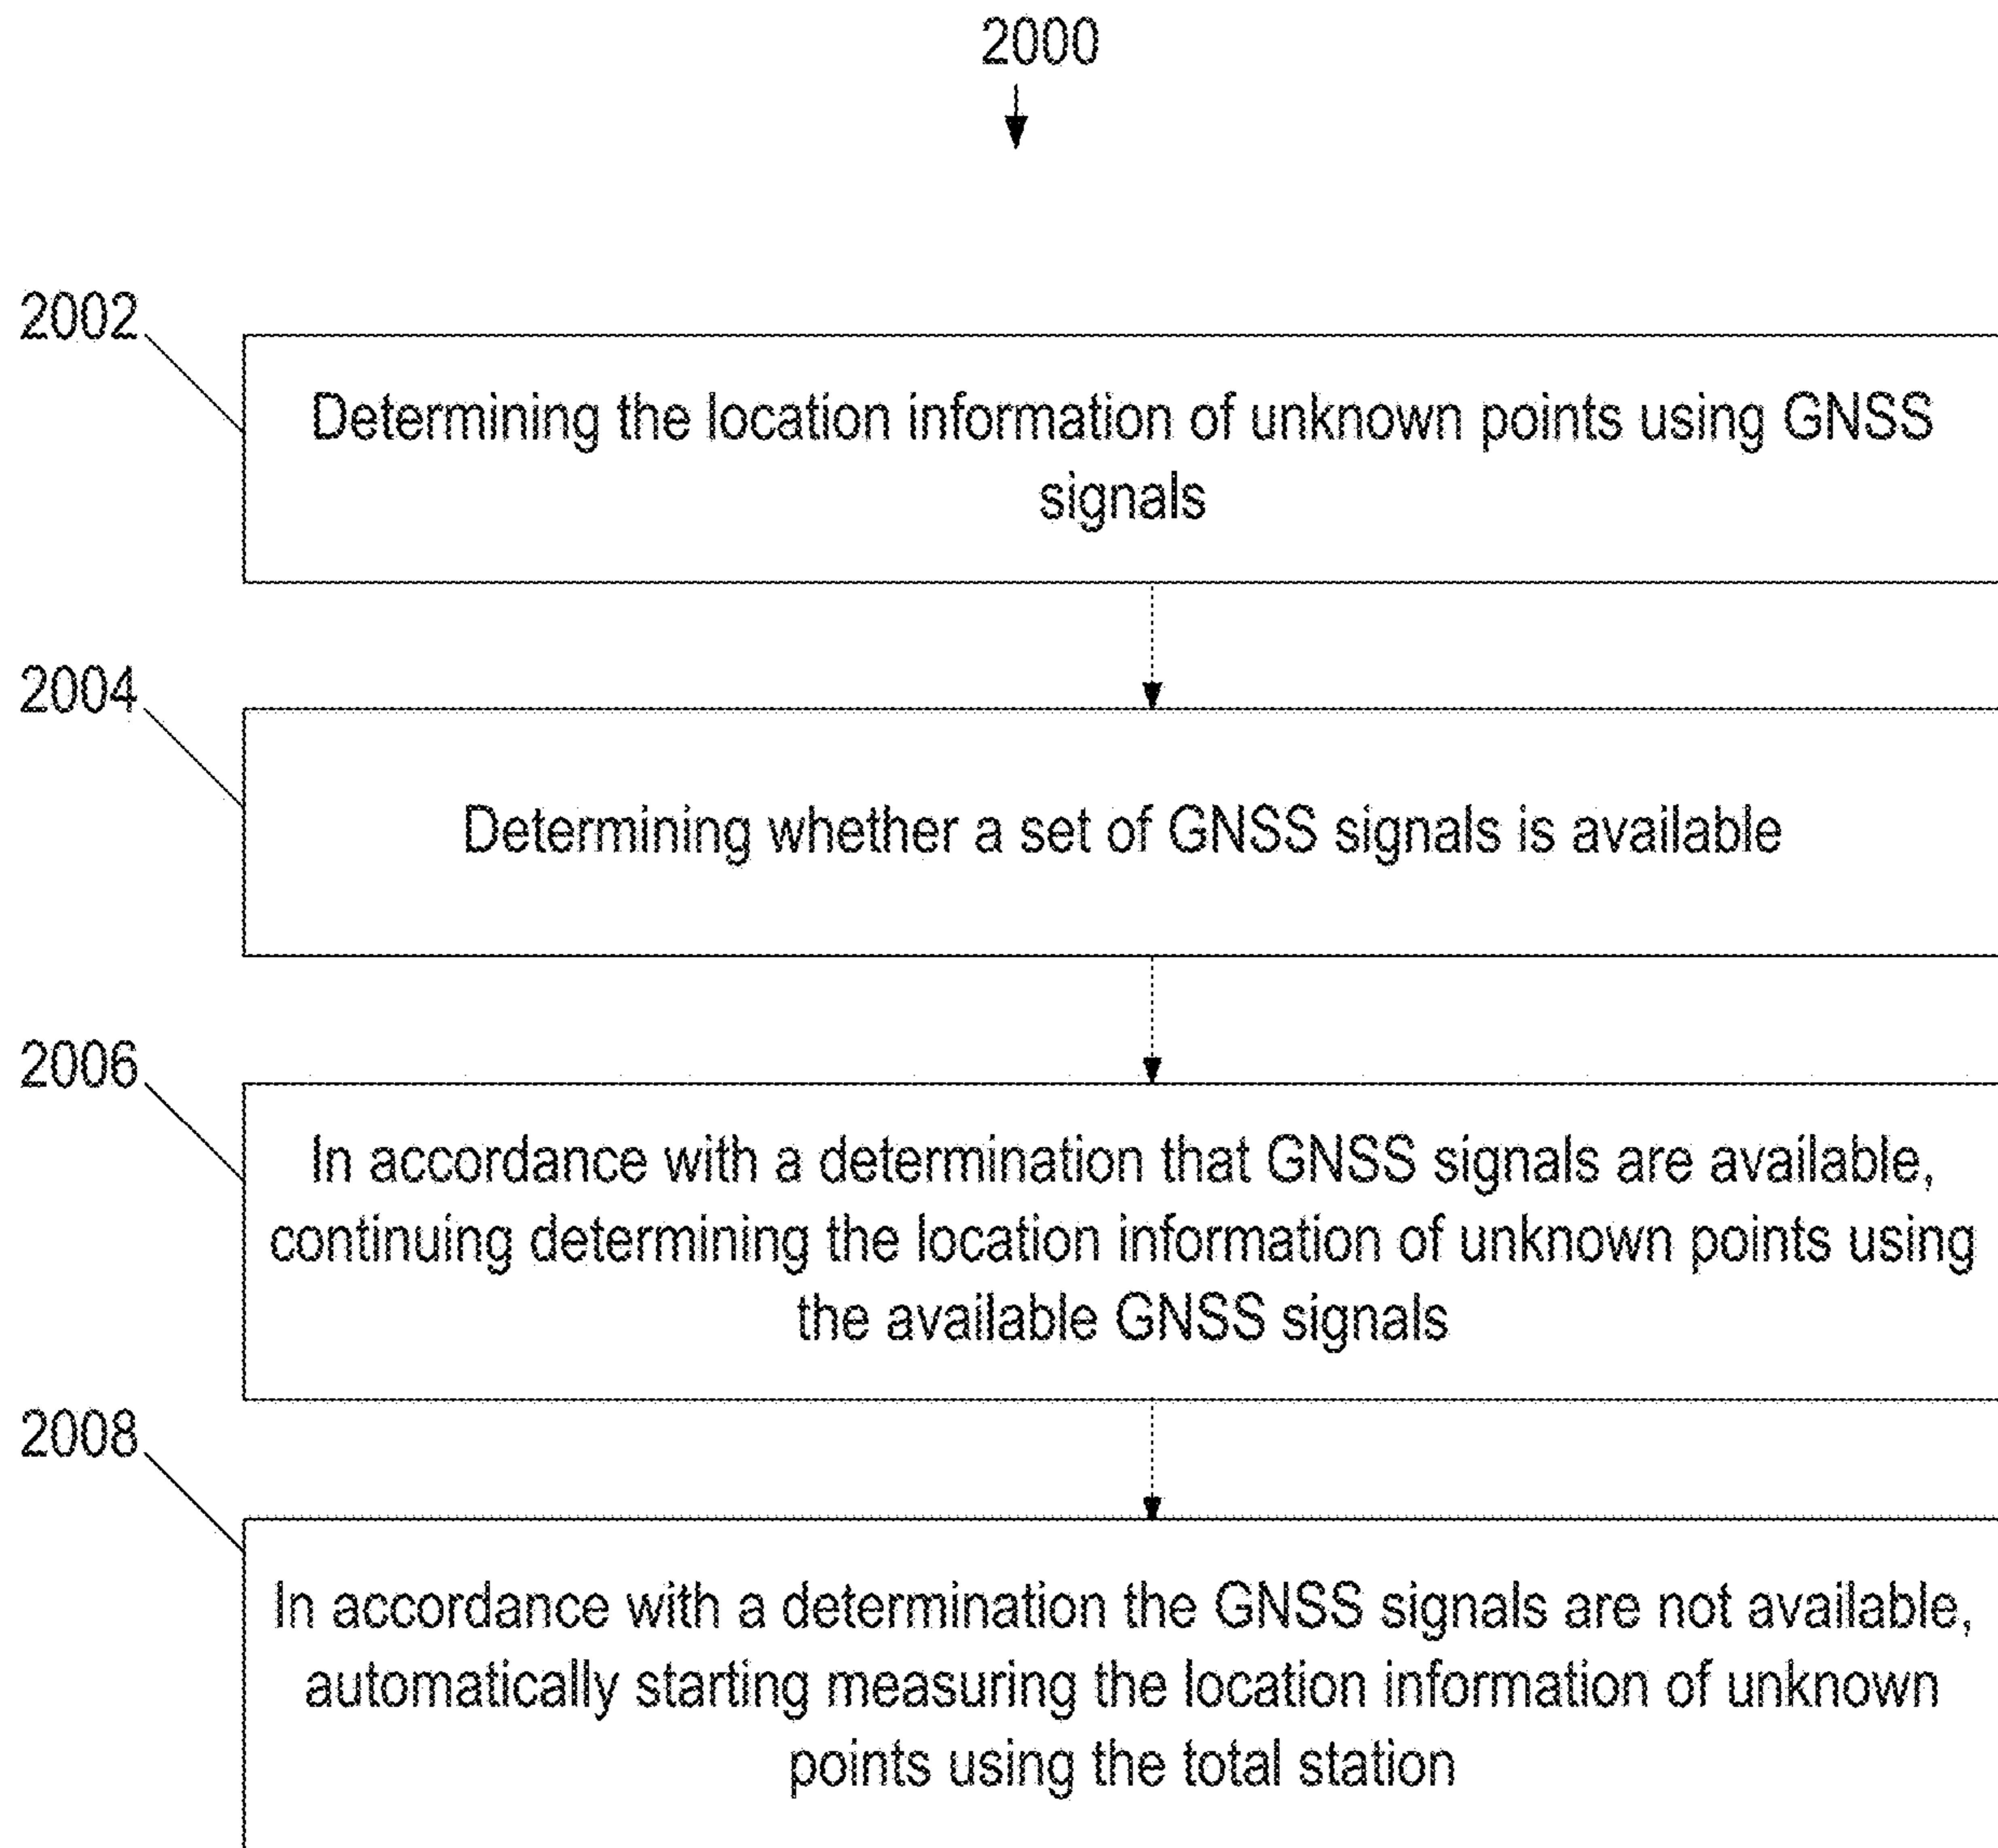 2000
2002
Determining the location information of unknown points using GNSS
signals
2004
Determining whether a set of GNSS signals is available
2006
In accordance with a determination that GNSS signals are available,
continuing determining the location information of unknown points using
the available GNSS signals
2008
In accordance with a determination the GNSS signals are not available,
automatically starting measuring the location information of unknown
points using the total station